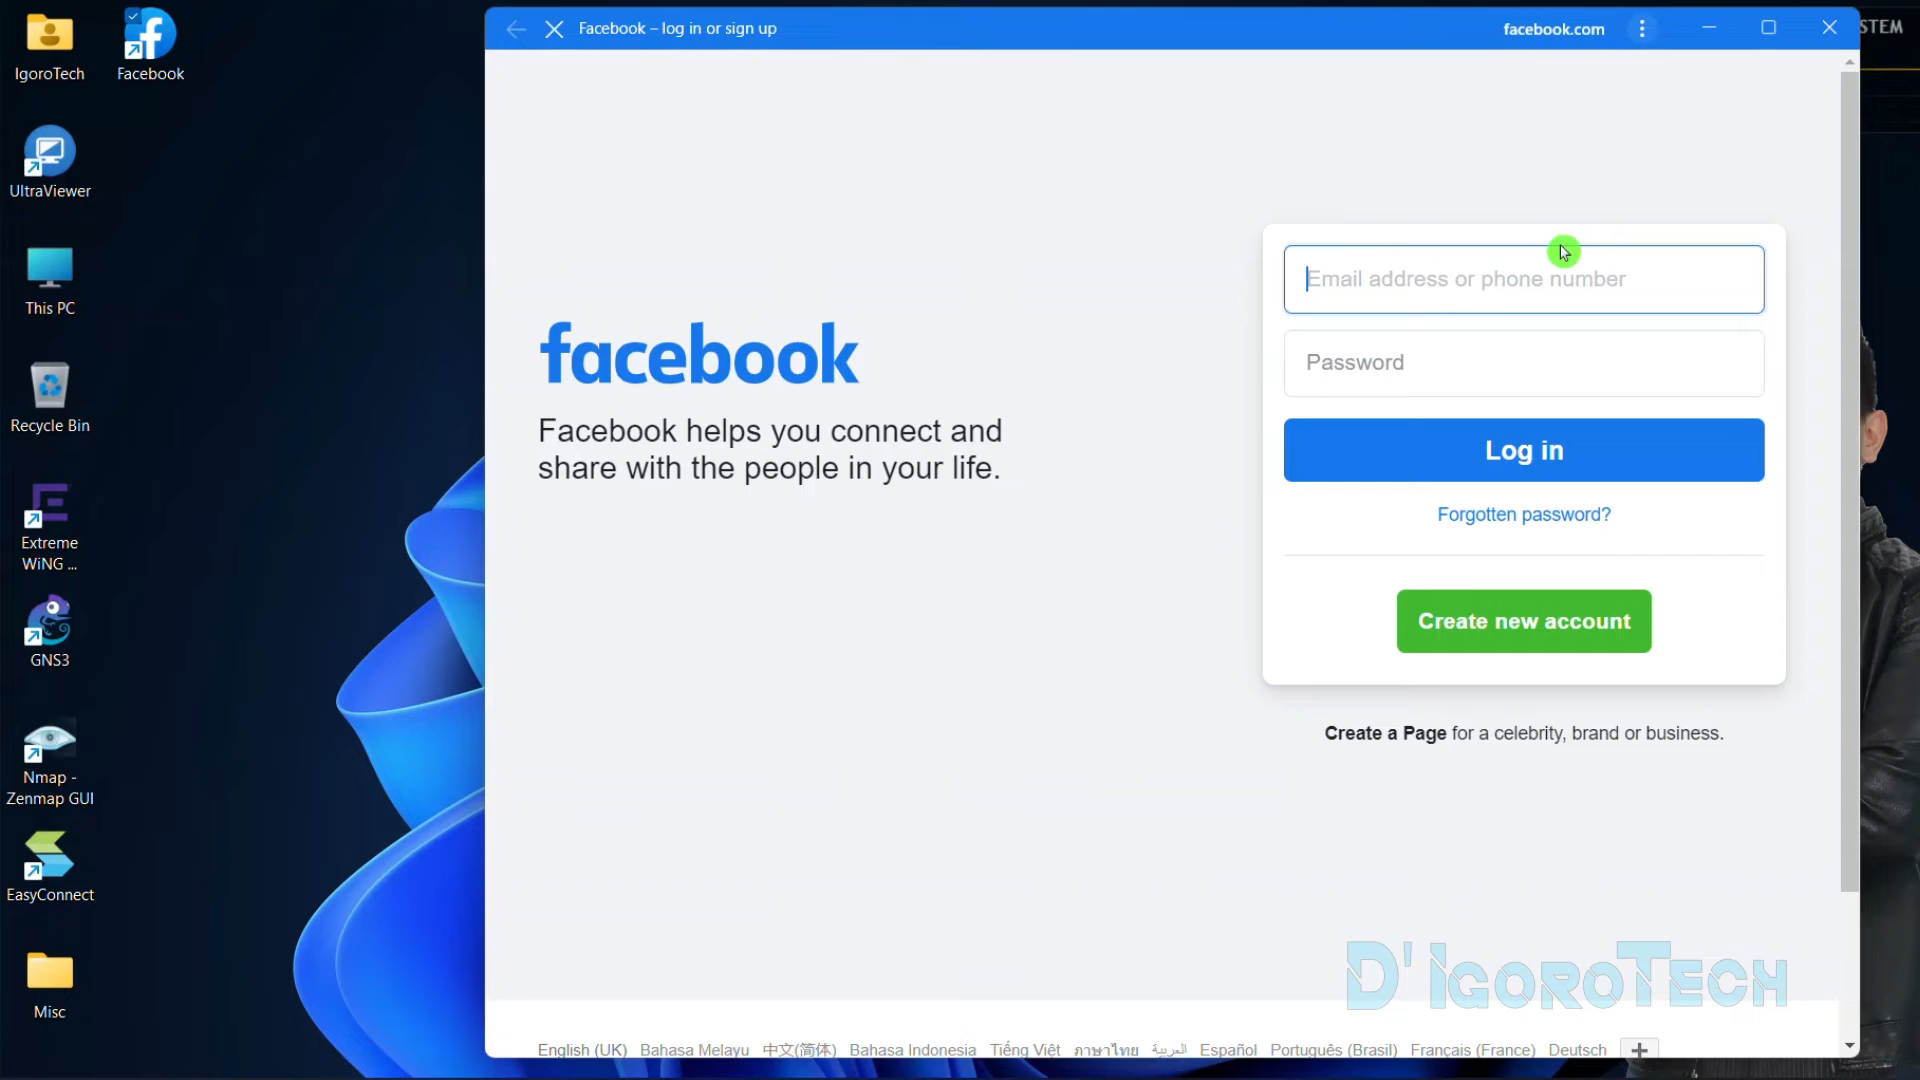 IgoroTech
Facebook
UltraViewer
This PC
Recycle Bin
Extreme
WiNG ...
GNS3
Nmap -
Zenmap GUI
EasyConnect
Misc
Facebook – log in or sign up
facebook.com
STEM
facebook
Facebook helps you connect and
share with the people in your life.
Email address or phone number
Password
Log in
Forgotten password?
Create new account
Create a Page for a celebrity, brand or business.
D'IGOROTECH
English (UK) Bahasa Melayu 中文(简体) Bahasa Indonesia Tiếng Việt ภาษาไทย العربية Español Português (Brasil) Français (France) Deutsch